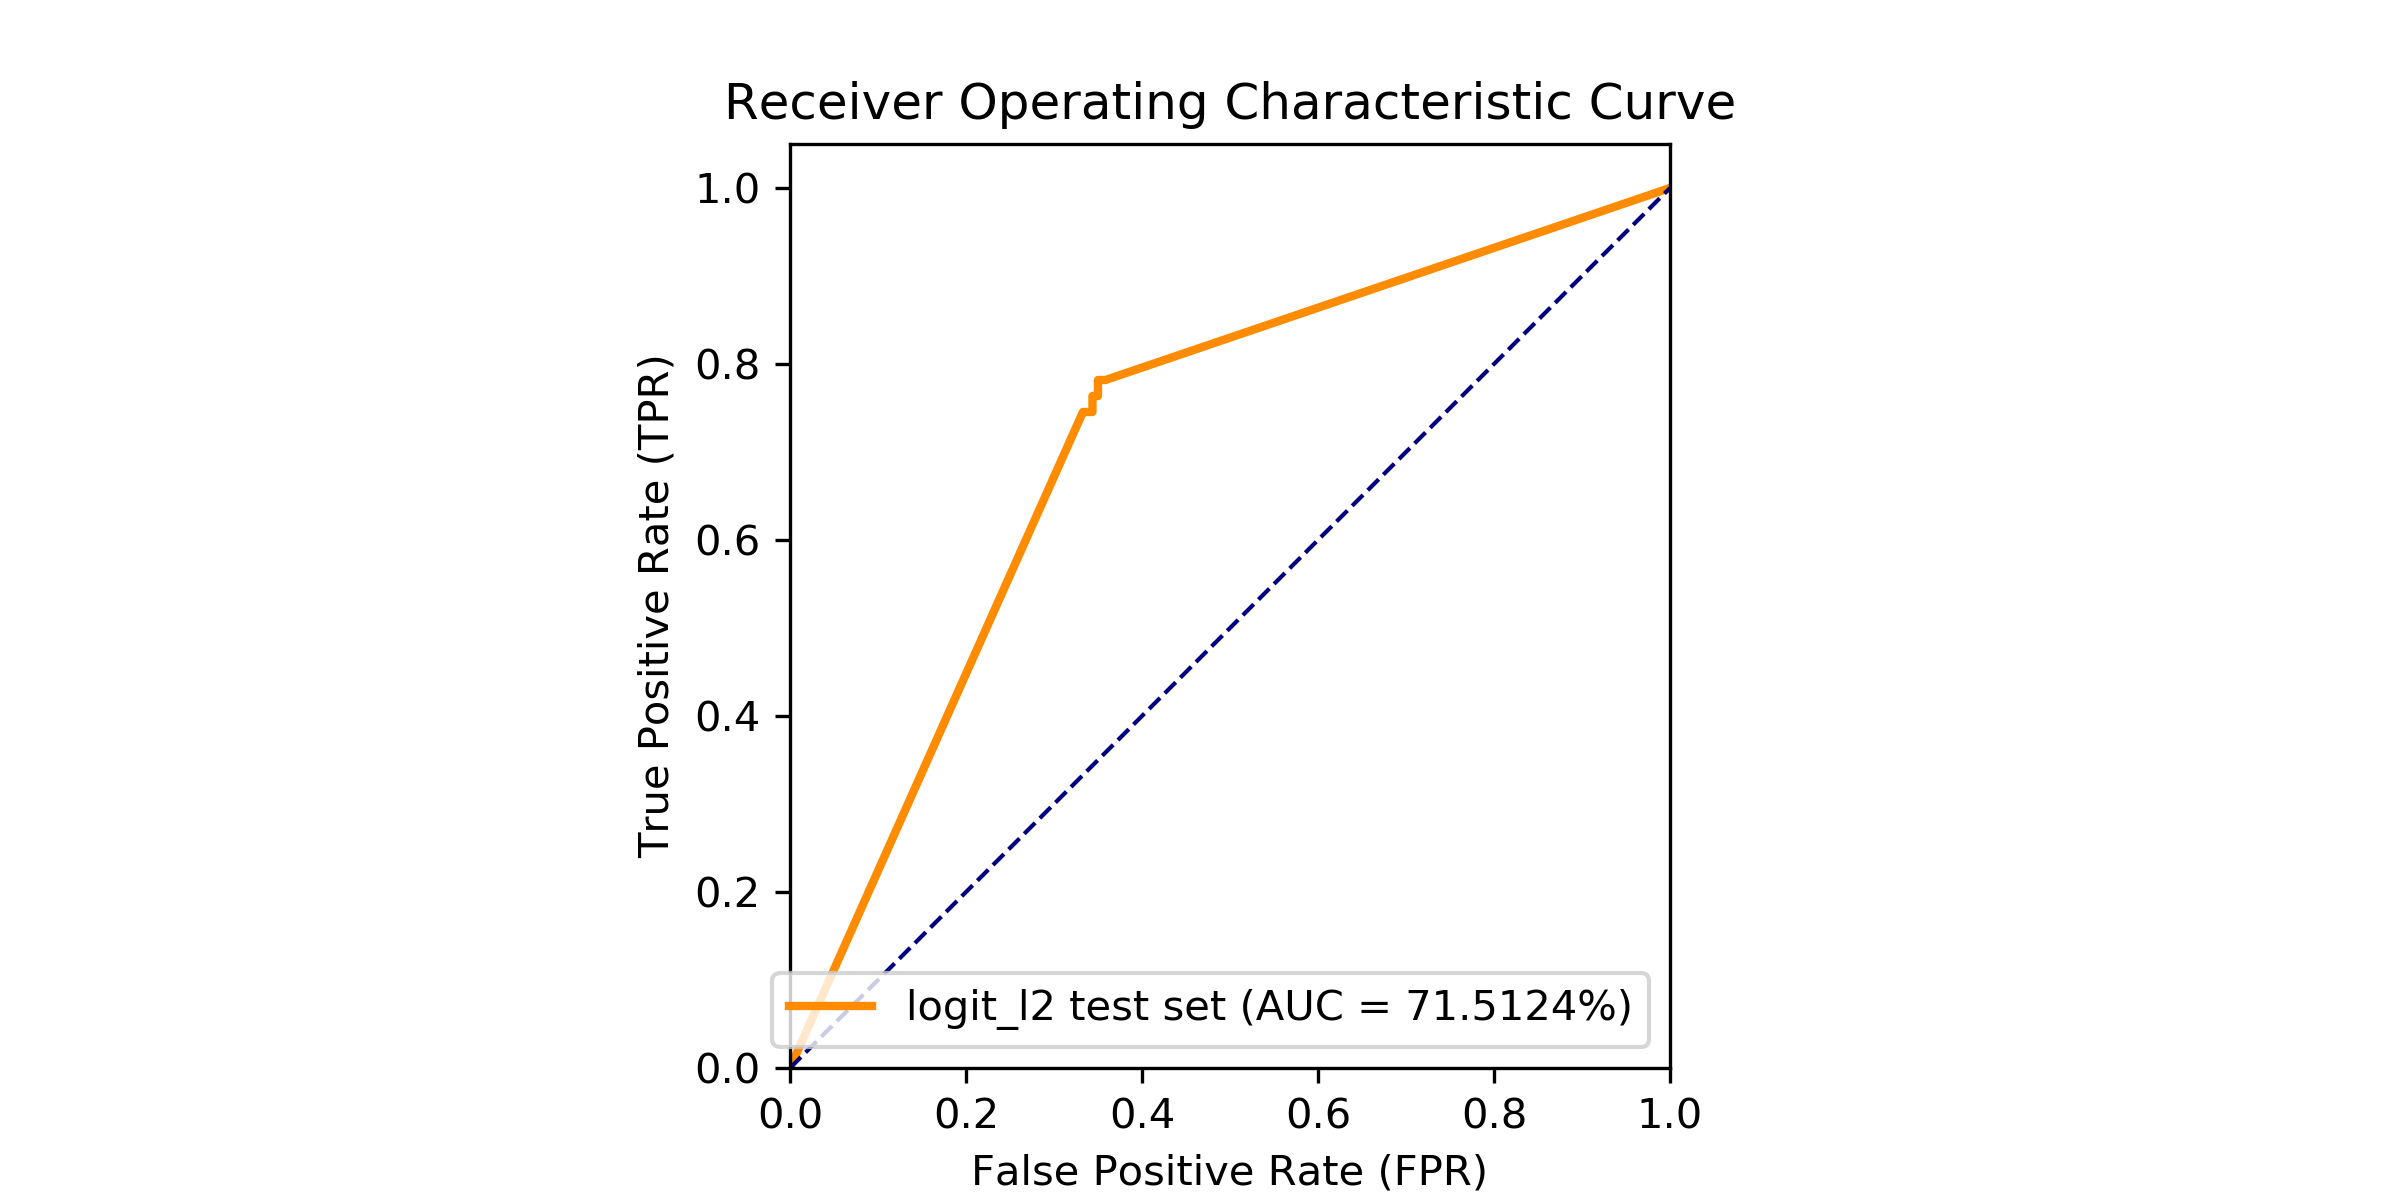 Receiver Operating Characteristic Curve
True Positive Rate (TPR)
1.0
0.8
0.6
0.4
0.2
0.0
logit_l2 test set (AUC = 71.5124%)
0.0 0.2 0.4 0.6 0.8 1.0
False Positive Rate (FPR)